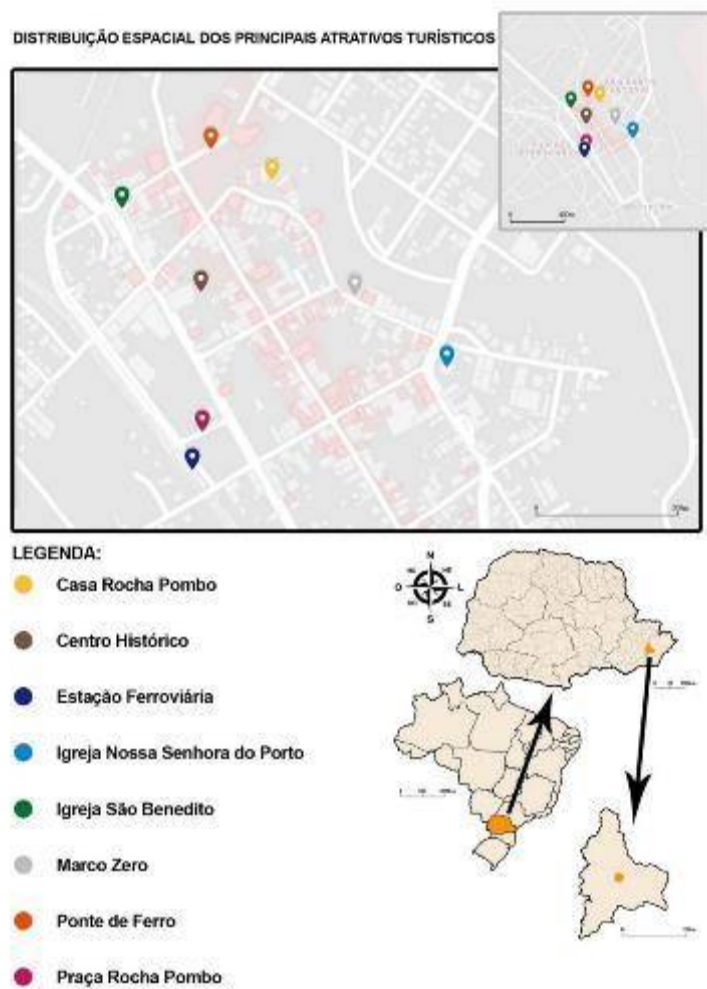 DISTRIBUIÇÃO ESPACIAL DOS PRINCIPAIS ATRATIVOS TURÍSTICOS
LEGENDA:
Casa Rocha Pombo
Centro Histórico
Estação Ferroviária
Igreja Nossa Senhora do Porto
Igreja São Benedito
Marco Zero
Ponte de Ferro
Praça Rocha Pombo
N
O
L
S